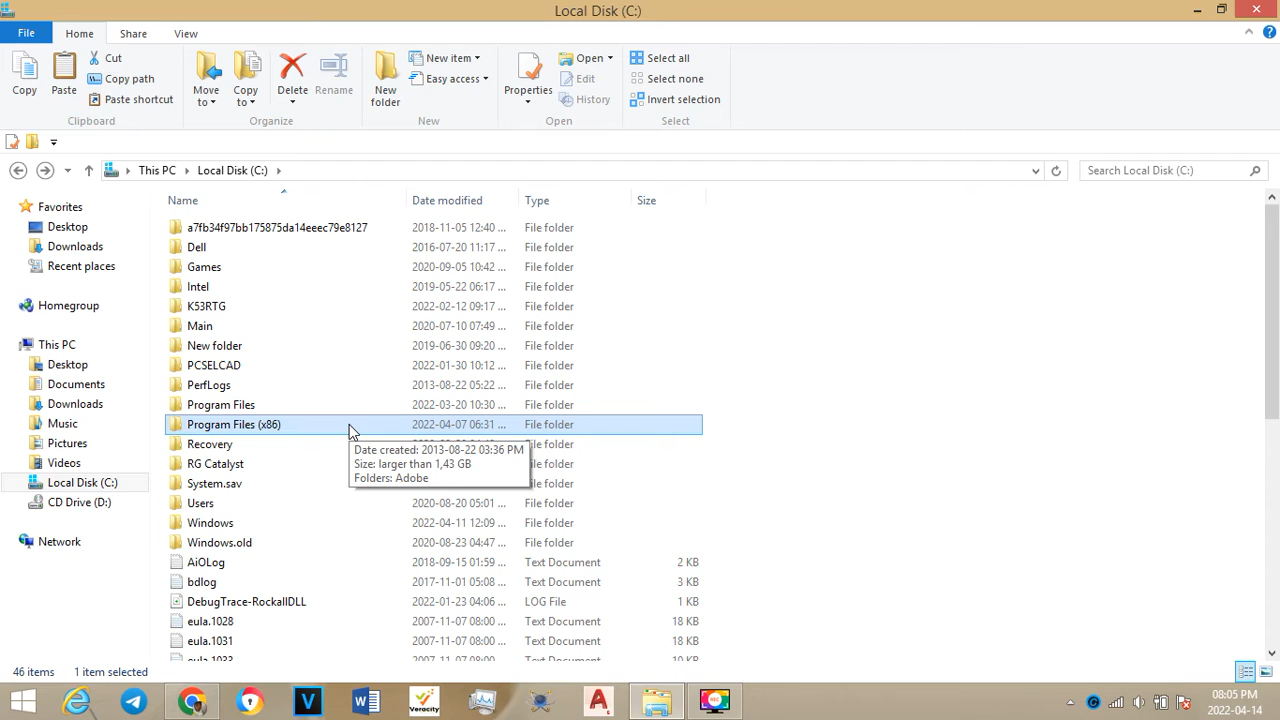 Local Disk (C:)
File Home Share View
Copy Paste Cut Copy path Paste shortcut Clipboard
Move to Copy to Delete Rename Organize
New folder New item Easy access New
Properties Open Edit History Open
Select all Select none Invert selection Select
This PC Local Disk (C:) Search Local Disk (C:)
Favorites
Desktop
Downloads
Recent places
Homegroup
This PC
Desktop
Documents
Downloads
Music
Pictures
Videos
Local Disk (C:)
CD Drive (D:)
Network
Name Date modified Type Size
a7fb34f97bb175875da14eeec79e8127 2018-11-05 12:40 ... File folder
Dell 2016-07-20 11:17 ... File folder
Games 2020-09-05 10:42 ... File folder
Intel 2019-05-22 06:17 ... File folder
K53RTG 2022-02-12 09:17 ... File folder
Main 2020-07-10 07:49 ... File folder
New folder 2019-06-30 09:20 ... File folder
PCSELCAD 2022-01-30 10:12 ... File folder
PerfLogs 2013-08-22 05:22 ... File folder
Program Files 2022-03-20 10:30 ... File folder
Program Files (x86) 2022-04-07 06:31 ... File folder
Recovery File folder
RG Catalyst File folder
System.sav File folder
Date created: 2013-08-22 03:36 PM
Size: larger than 1,43 GB
Folders: Adobe
Users 2020-08-20 05:01 ... File folder
Windows 2022-04-11 12:09 ... File folder
Windows.old 2020-08-23 04:47 ... File folder
AiOLog 2018-09-15 01:59 ... Text Document 2 KB
bdlog 2017-11-01 05:08 ... Text Document 3 KB
DebugTrace-RockallDLL 2022-01-23 04:06 ... LOG File 1 KB
eula.1028 2007-11-07 08:00 ... Text Document 18 KB
eula.1031 2007-11-07 08:00 ... Text Document 18 KB
eula.1033 2007-11-07 08:00 ... Text Document 10 KB
46 items 1 item selected
Verocity
REC
08:05 PM
2022-04-14